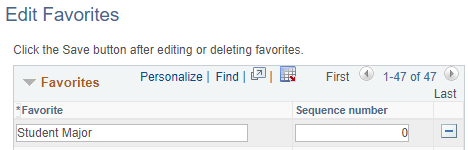 Edit Favorites
Click the Save button after editing or deleting favorites.
Favorites Personalize | Find | | First 1-47 of 47 Last
*Favorite Sequence number
Student Major 0